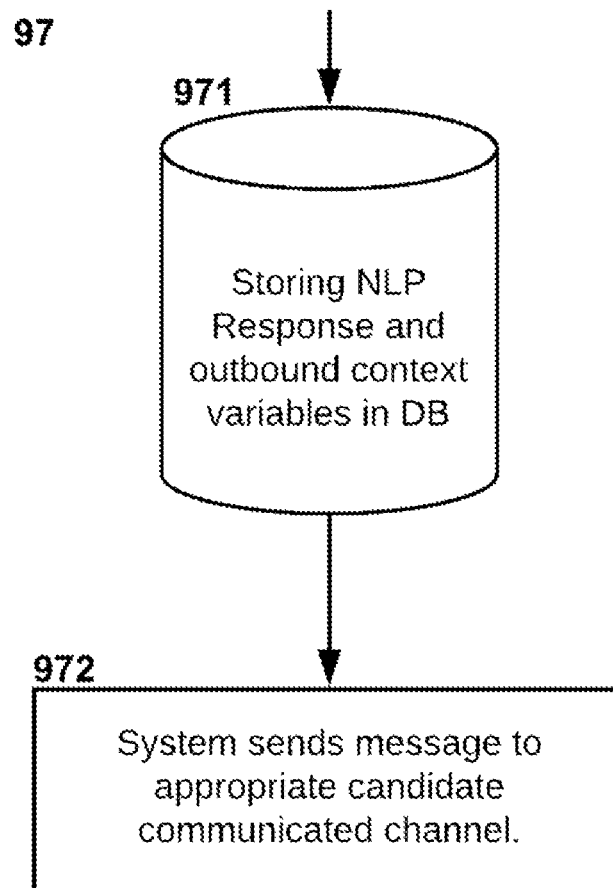 97
971
Storing NLP
Response and
outbound context
variables in DB
972
System sends message to
appropriate candidate
communicated channel.